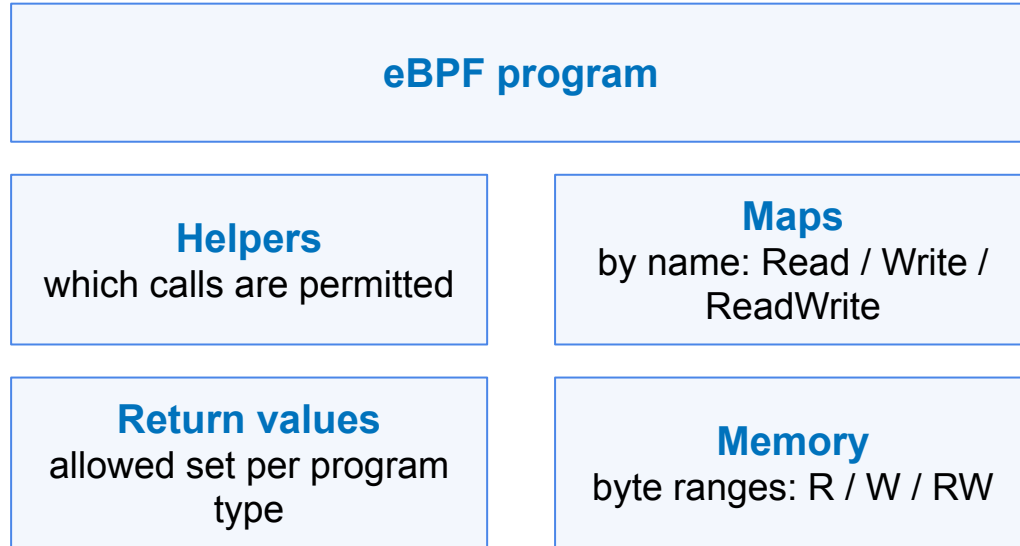 eBPF program
Helpers
which calls are permitted
Maps
by name: Read / Write /
ReadWrite
Return values
allowed set per program
type
Memory
byte ranges: R / W / RW